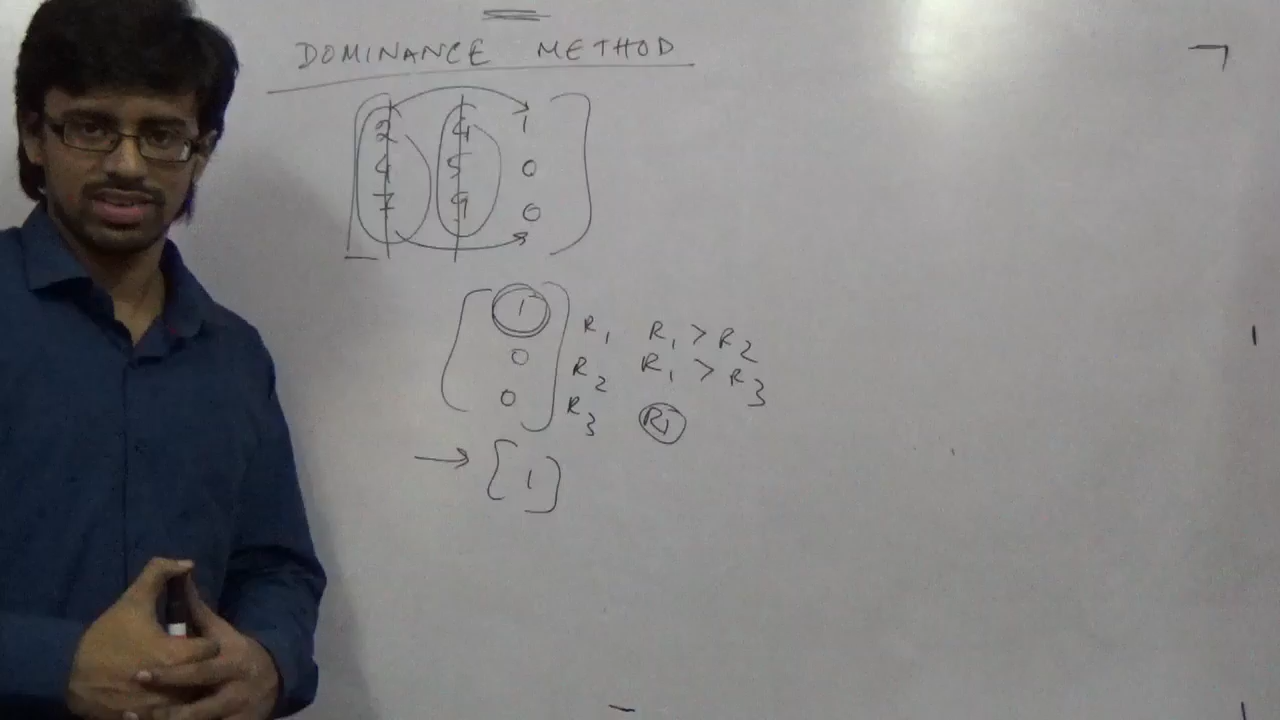 DOMINANCE METHOD
2 4 1
4 5 0
7 9 0
1 R1 R1 > R2
0 R2 R1 > R3
0 R3 R1
→ [1]